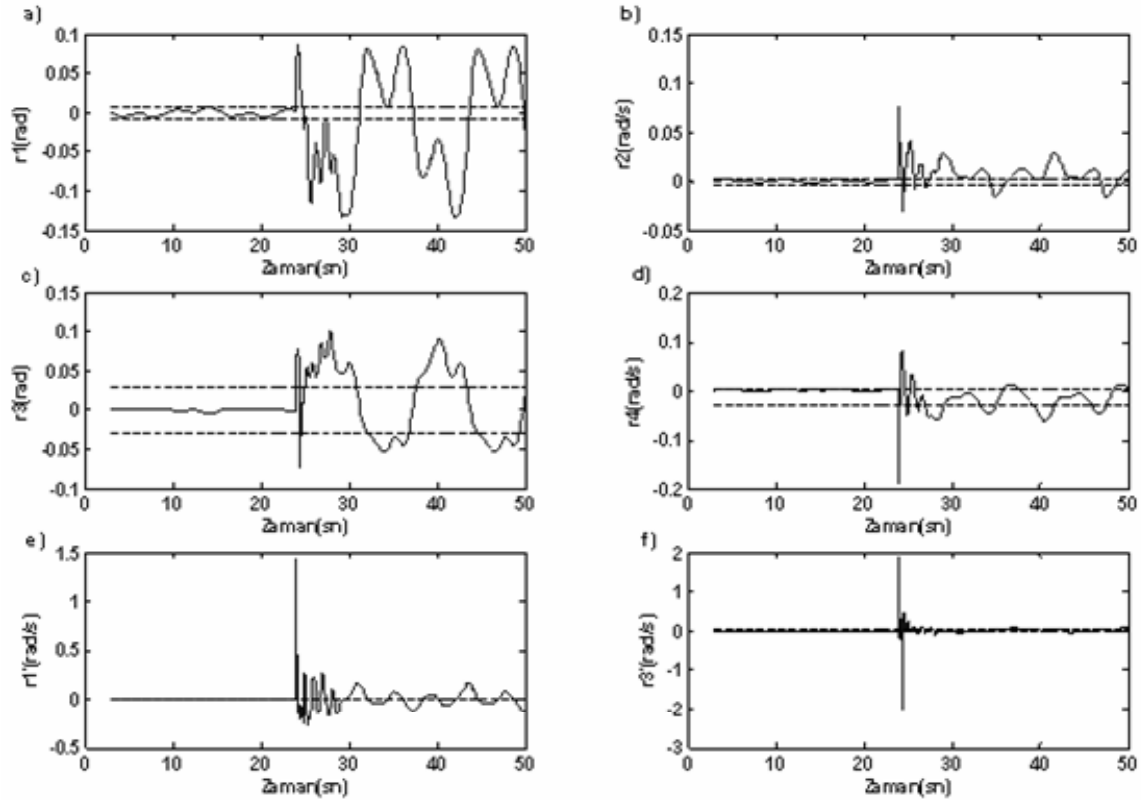 a)
0.1
0.05
0
-0.05
-0.1
-0.15
r1(rad)
0 10 20 30 40 50
Zaman(sn)
b)
0.15
0.1
0.05
0
-0.05
r2(rad/s)
0 10 20 30 40 50
Zaman(sn)
c)
0.15
0.1
0.05
0
-0.05
-0.1
r3(rad)
0 10 20 30 40 50
Zaman(sn)
d)
0.2
0.1
0
-0.1
-0.2
r4(rad/s)
0 10 20 30 40 50
Zaman(sn)
e)
1.5
1
0.5
0
-0.5
r1'(rad/s)
0 10 20 30 40 50
Zaman(sn)
f)
2
1
0
-1
-2
-3
r3'(rad/s)
0 10 20 30 40 50
Zaman(sn)